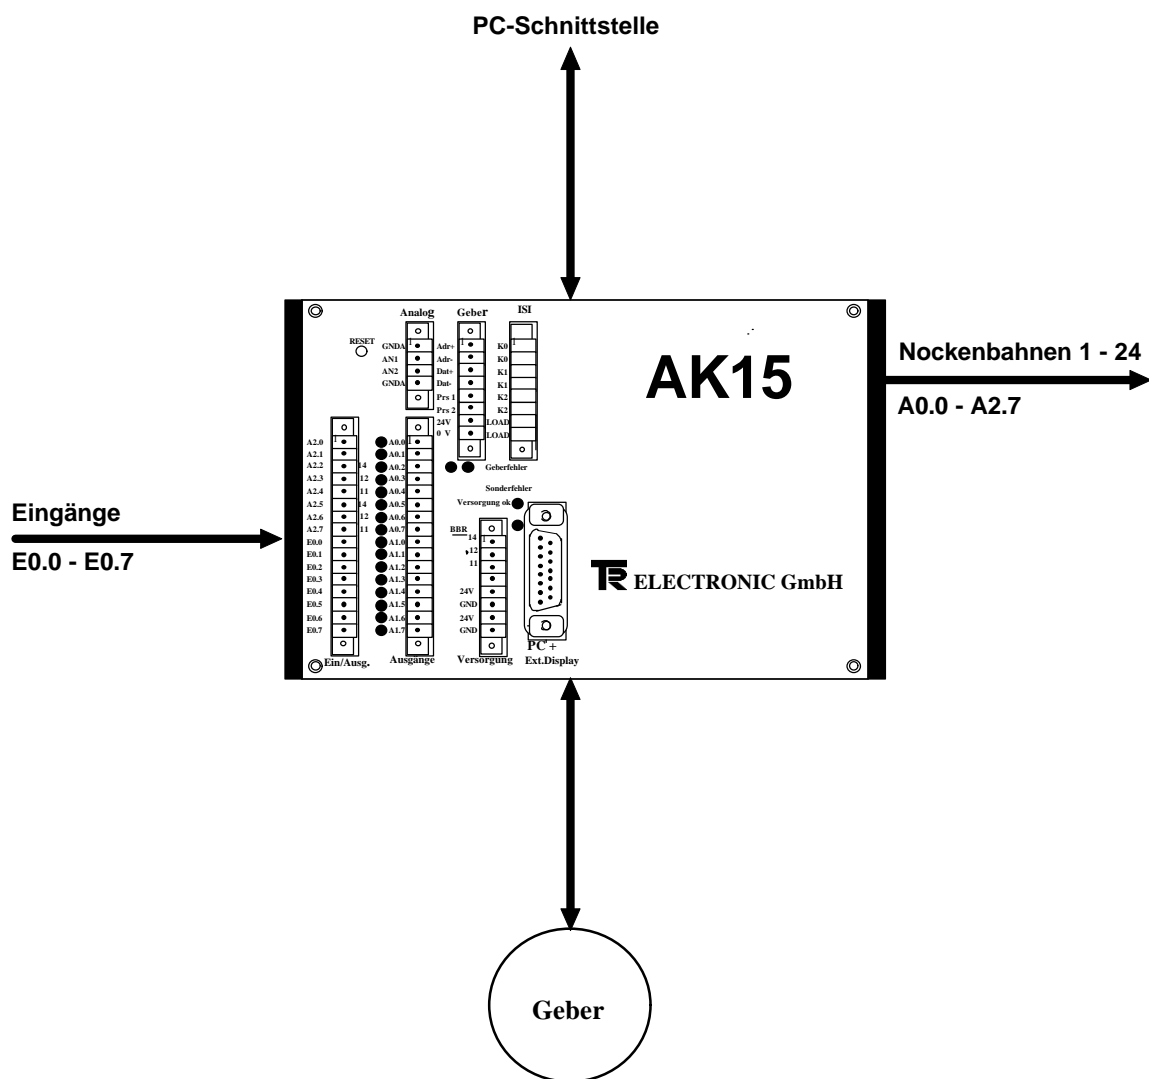 PC-Schnittstelle
Analog
Geber
ISI
RESET
GNDA
AN1
AN2
GNDA
1
Adr+
Adr-
Dat+
Dat-
Prs 1
Prs 2
24V
0 V
1
K0
K0
K1
K1
K2
K2
LOAD
LOAD
1
AK15
Nockenbahnen 1 - 24
A0.0 - A2.7
Eingänge
E0.0 - E0.7
A2.0
A2.1
A2.2
A2.3
A2.4
A2.5
A2.6
A2.7
E0.0
E0.1
E0.2
E0.3
E0.4
E0.5
E0.6
E0.7
1
14
12
11
14
12
11
Ein/Ausg.
A0.0
A0.1
A0.2
A0.3
A0.4
A0.5
A0.6
A0.7
A1.0
A1.1
A1.2
A1.3
A1.4
A1.5
A1.6
A1.7
1
Ausgänge
Geberfehler
Sonderfehler
Versorgung ok
BBR
14
12
11
24V
GND
24V
GND
1
Versorgung
PC +
Ext.Display
TR ELECTRONIC GmbH
Geber